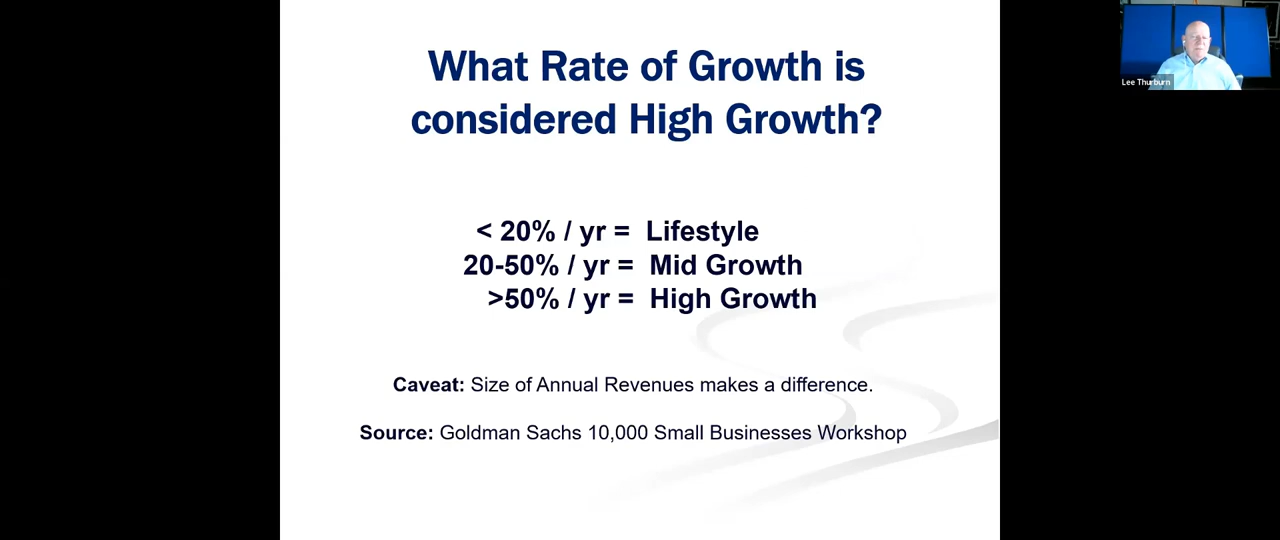 What Rate of Growth is
considered High Growth?
< 20% / yr = Lifestyle
20-50% / yr = Mid Growth
>50% / yr = High Growth
Caveat: Size of Annual Revenues makes a difference.
Source: Goldman Sachs 10,000 Small Businesses Workshop
Lee Thurburn